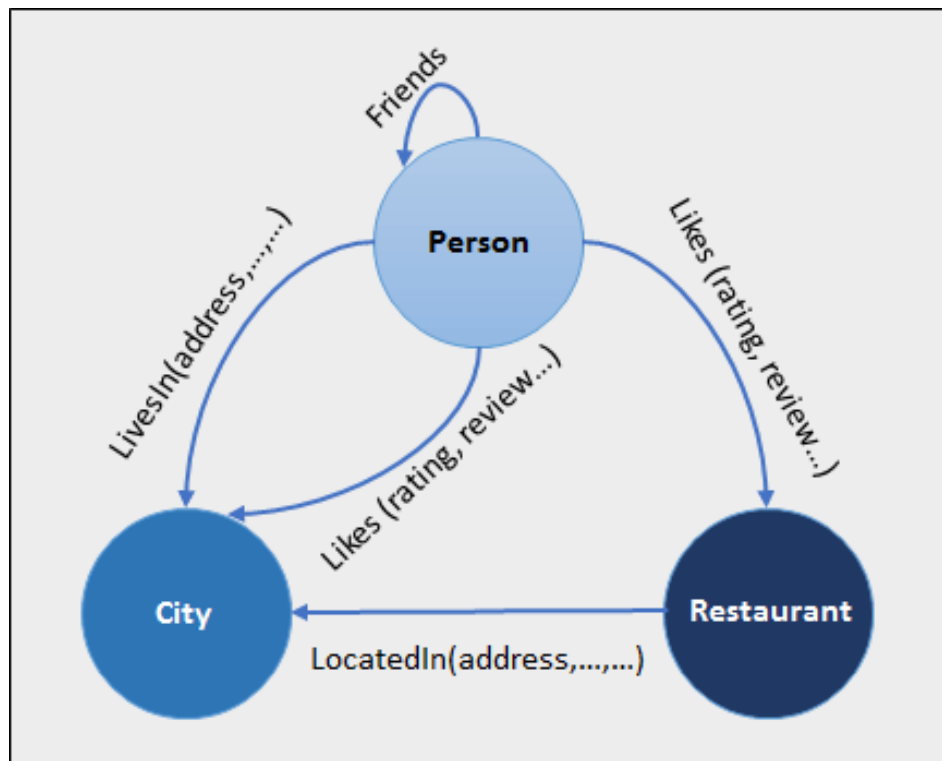 Friends
Person
LivesIn(address,...,...)
Likes (rating, review...)
Likes (rating, review...)
City
Restaurant
LocatedIn(address,...,...)